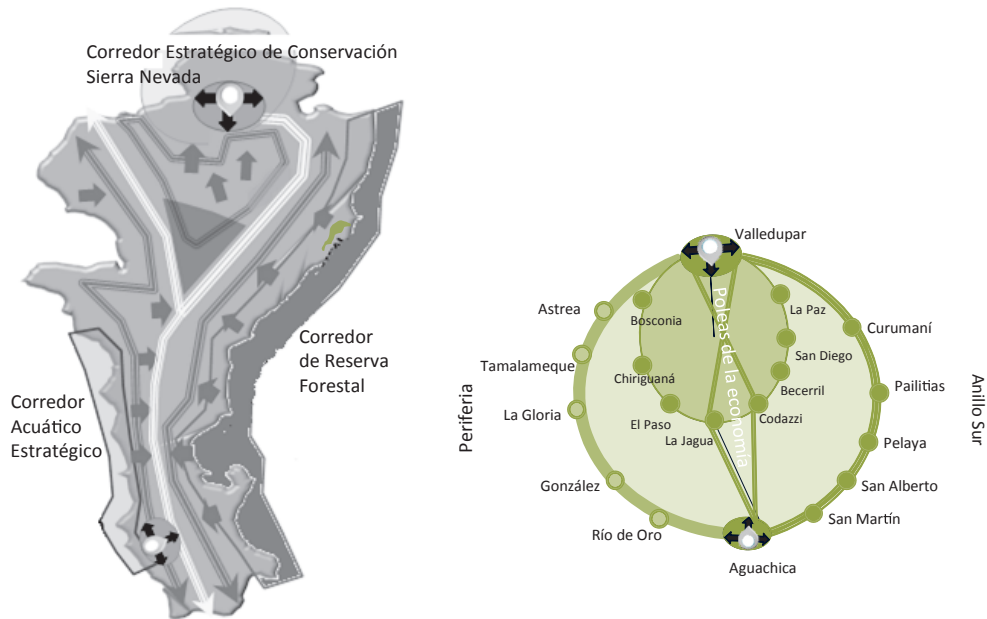 Corredor Estratégico de Conservación
Sierra Nevada
Corredor
de Reserva
Forestal
Corredor
Acuático
Estratégico
Valledupar
Astrea
Bosconia
La Paz
Curumaní
San Diego
Tamalameque
Chiriguaná
Becerril
Pailitias
La Gloria
El Paso
Codazzi
La Jagua
Pelaya
González
San Alberto
San Martín
Río de Oro
Aguachica
Poleas de la economía
Periferia
Anillo Sur